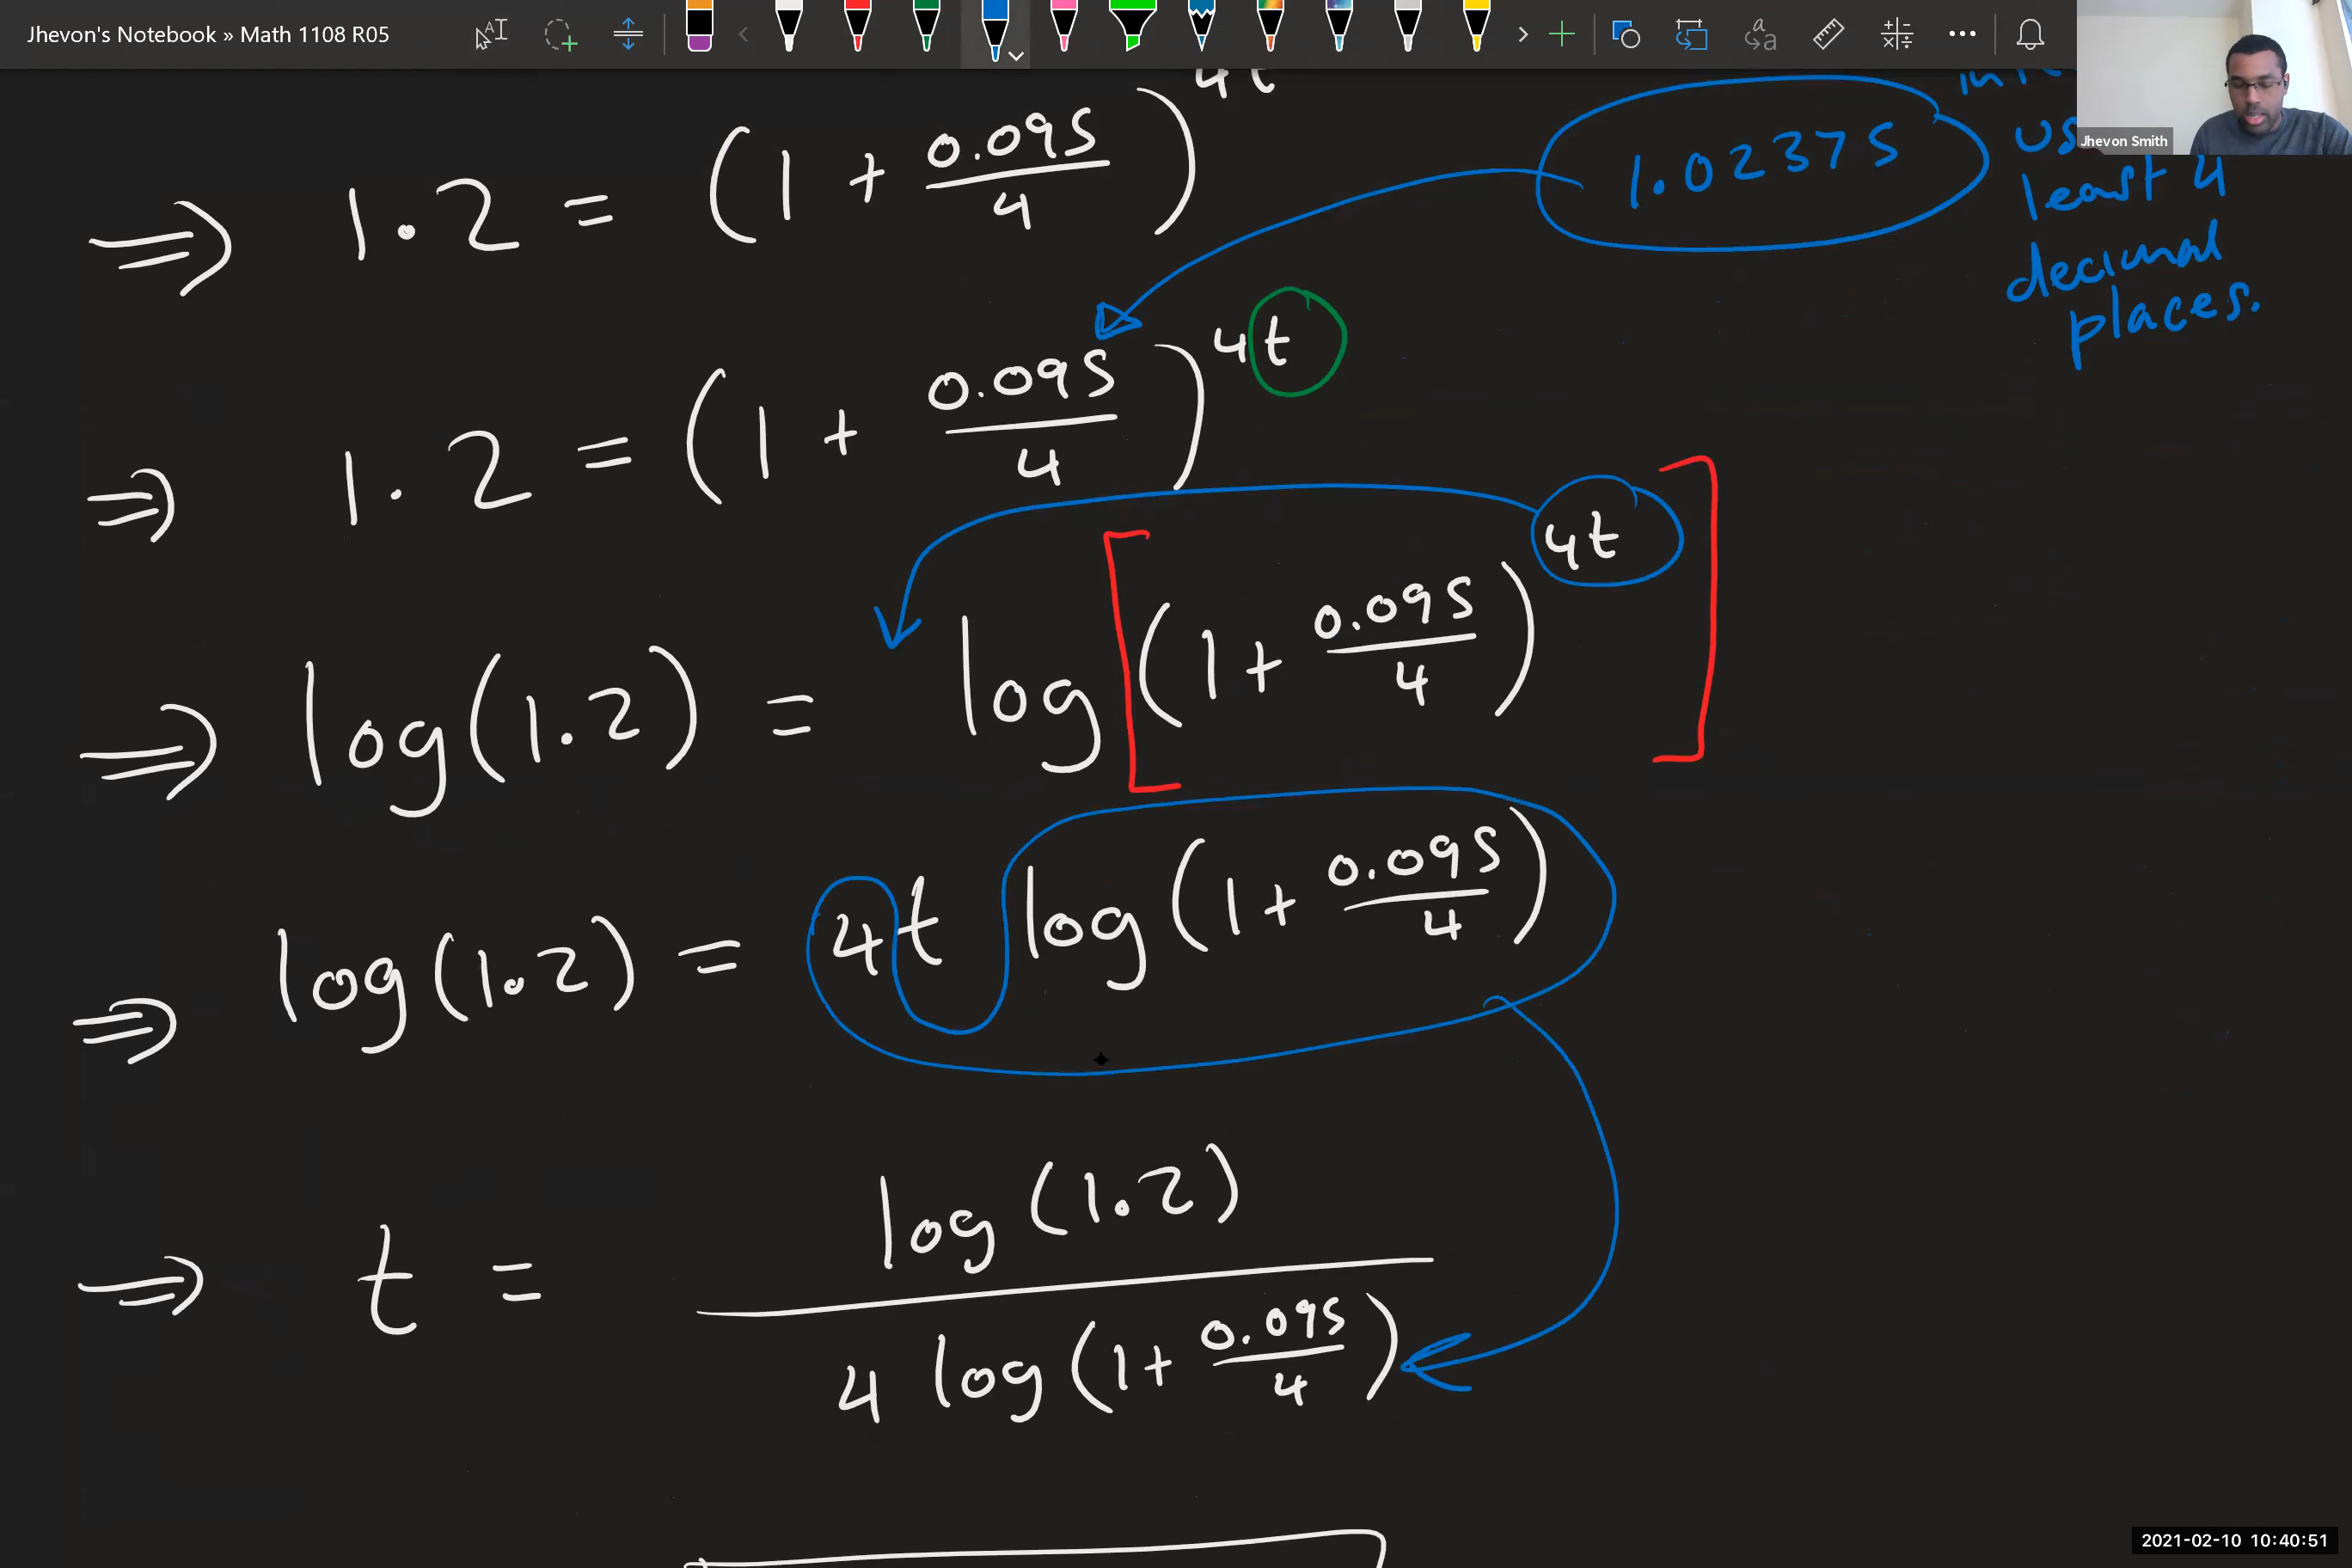 Jhevon's Notebook » Math 1108 R05
⇒ 1.2 = (1 + 0.095/4)^4t
1.02375
least 4
decimal
places.
Jhevon Smith
⇒ 1.2 = (1 + 0.095/4)^4t
⇒ log(1.2) = log[(1 + 0.095/4)^4t]
⇒ log(1.2) = 4t log(1 + 0.095/4)
⇒ t = log(1.2) / 4 log(1 + 0.095/4)
2021-02-10 10:40:51